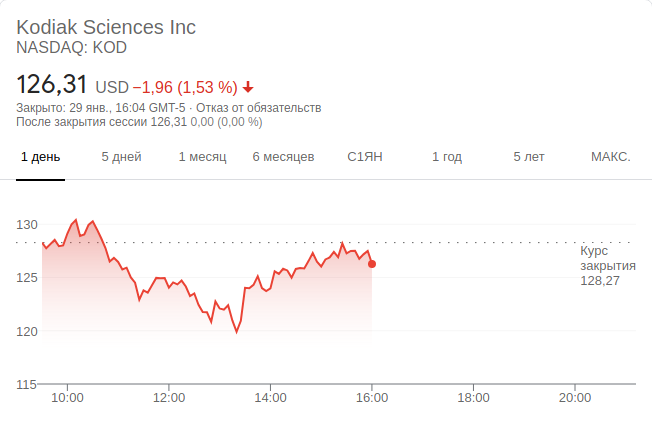 Kodiak Sciences Inc
NASDAQ: KOD
126,31 USD −1,96 (1,53 %)
Закрыто: 29 янв., 16:04 GMT-5 · Отказ от обязательств
После закрытия сессии 126,31 0,00 (0,00 %)
1 день 5 дней 1 месяц 6 месяцев С1ЯН 1 год 5 лет МАКС.
130
Курс
закрытия
128,27
125
120
115
10:00 12:00 14:00 16:00 18:00 20:00